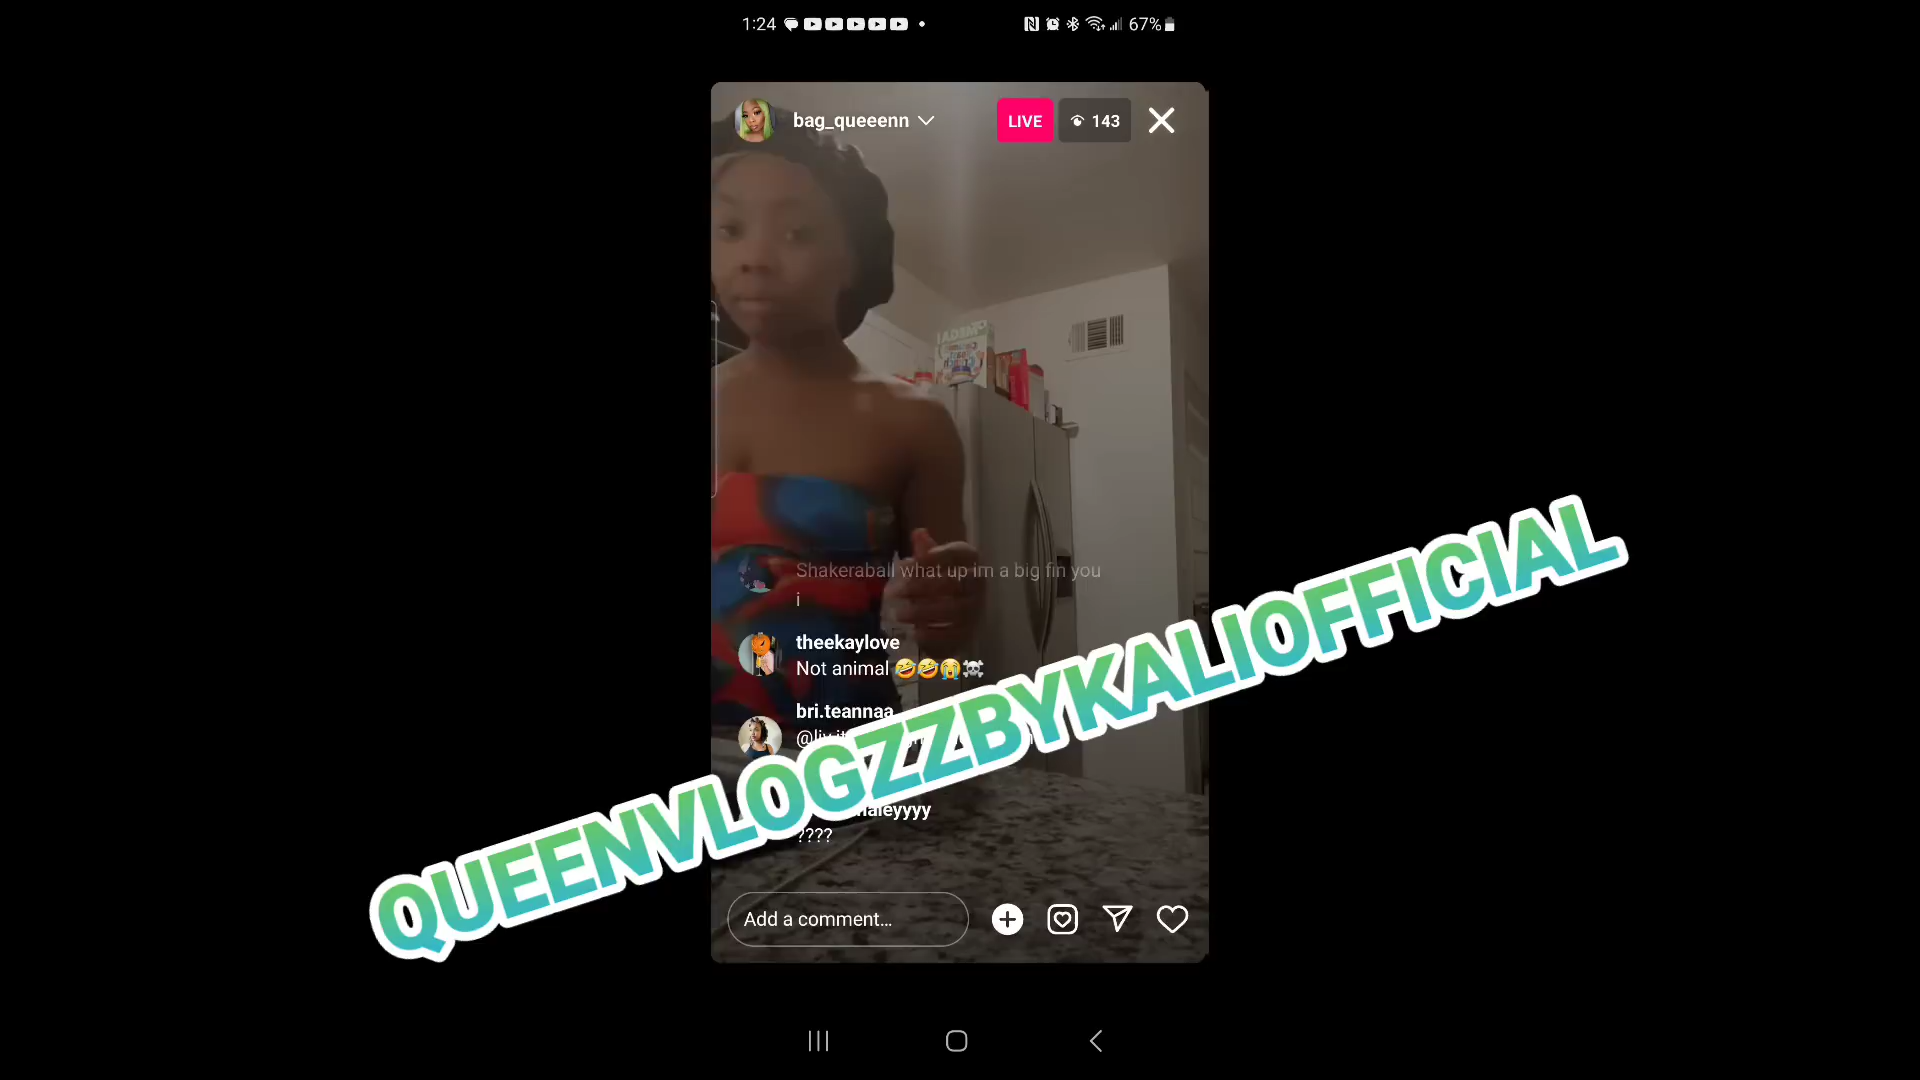 1:24
67%
bag_queeenn
LIVE
143
Shakeraball what up im a big fin you
i
theekaylove
Not animal 🤣🤣😭☠️
bri.teannaa
????
Add a comment...
QUEENVLOGZZBYKALIOFFICIAL